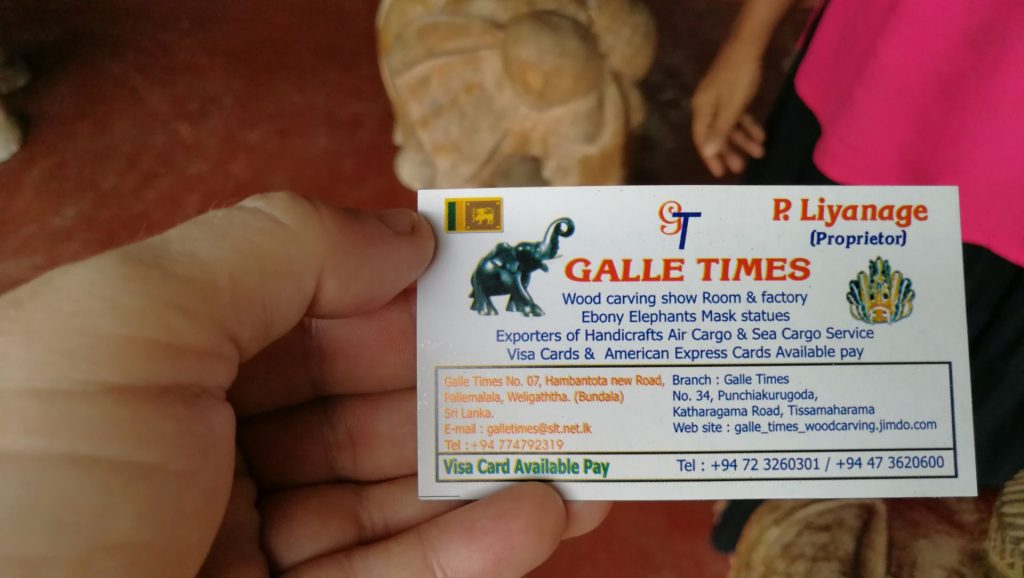 GT
P. Liyanage
(Proprietor)
GALLE TIMES
Wood carving show Room & factory
Ebony Elephants Mask statues
Exporters of Handicrafts Air Cargo & Sea Cargo Service
Visa Cards & American Express Cards Available pay
Galle Times No. 07, Hambantota new Road,
Pallemalala, Weligaththa. (Bundala)
Sri Lanka.
E-mail : galletimes@slt.net.lk
Tel :+94 774792319
Branch : Galle Times
No. 34, Punchiakurugoda,
Katharagama Road, Tissamaharama
Web site : galle_times_woodcarving.jimdo.com
Visa Card Available Pay
Tel : +94 72 3260301 / +94 47 3620600